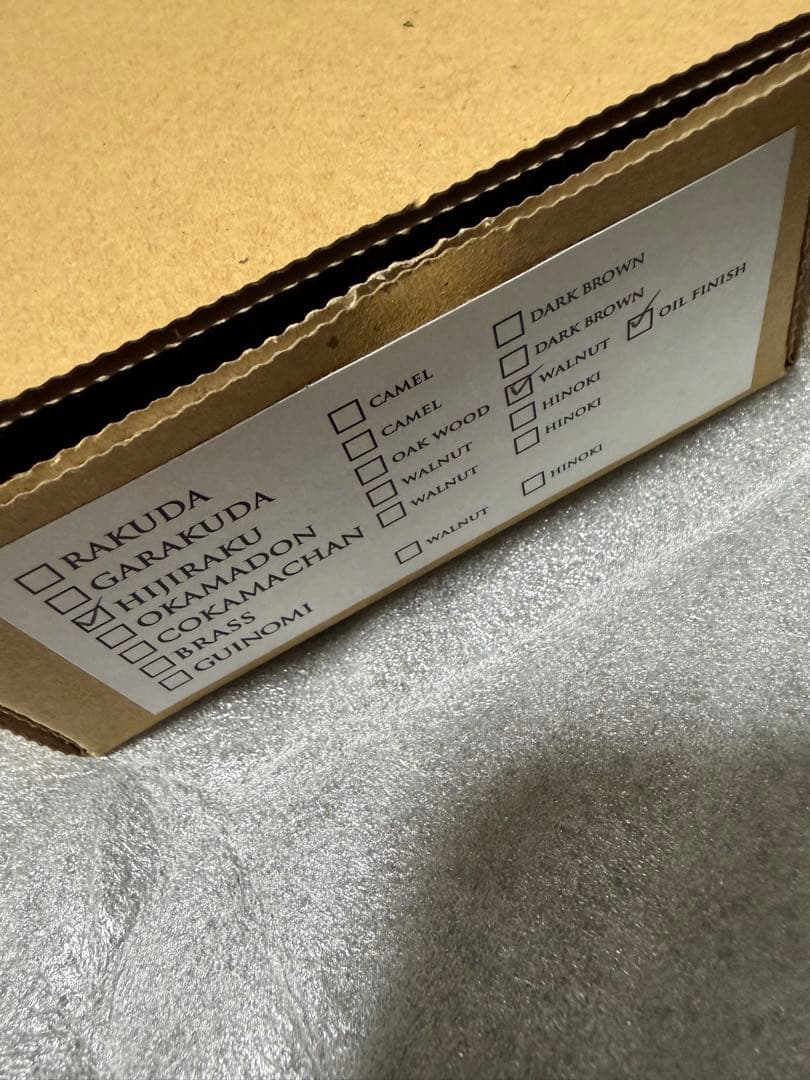 ☐ RAKUDA ☐ CAMEL ☐ DARK BROWN
☐ GARAKUDA ☐ CAMEL ☐ DARK BROWN
☑ HIJIRAKU ☐ OAK WOOD ☑ WALNUT ☑ OIL FINISH
☐ OKAMADON ☐ WALNUT ☐ HINOKI
☐ COKAMACHAN ☐ WALNUT ☐ HINOKI
☐ BRASS
☐ GUINOMI ☐ WALNUT ☐ HINOKI